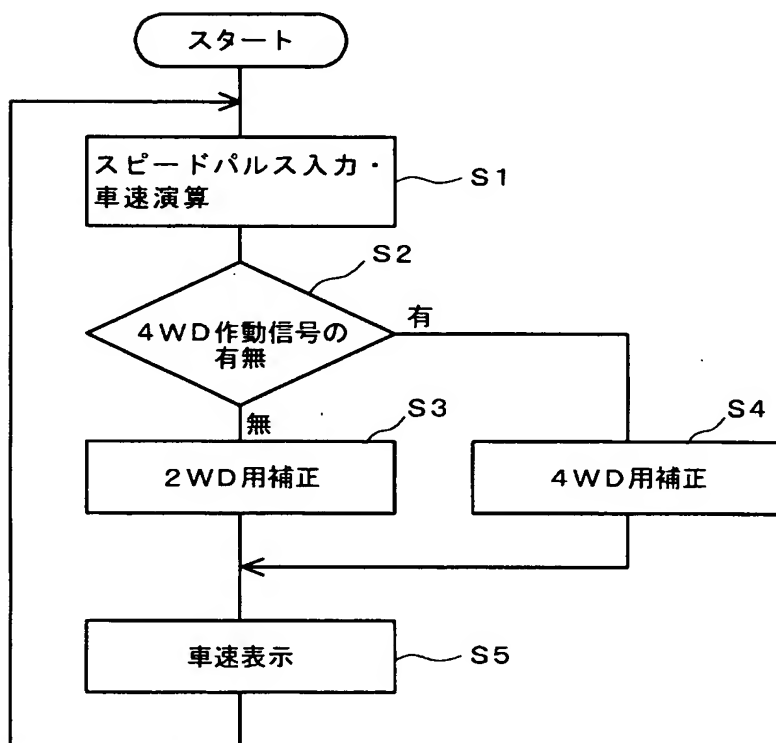 スタート
スピードパルス入力・
車速演算
S1
S2
4WD作動信号の
有無
有
無
S3
2WD用補正
S4
4WD用補正
車速表示
S5